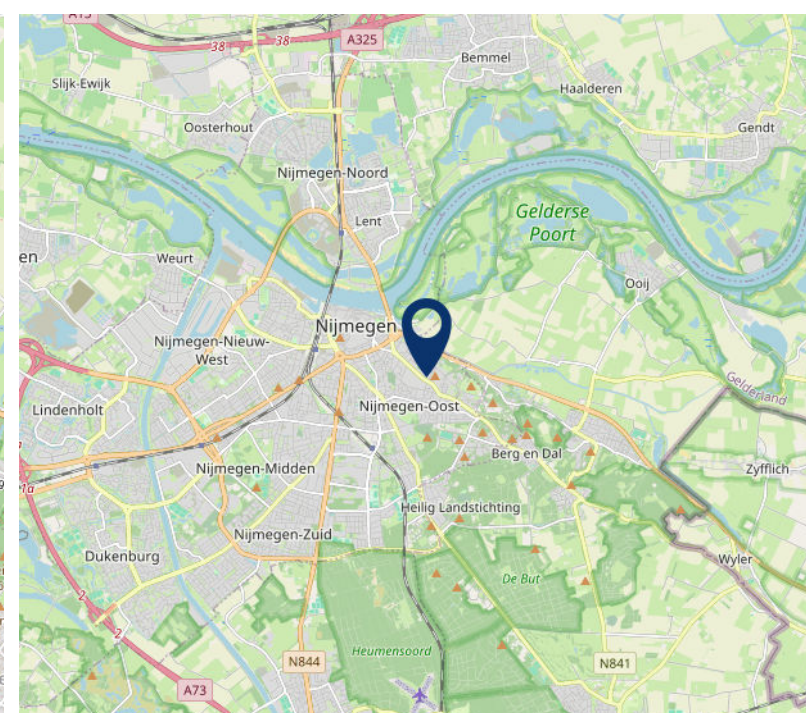 38
38
A325
Bemmel
Slijk-Ewijk
Haalderen
Oosterhout
Gendt
Nijmegen-Noord
Lent
Gelderse
Poort
en
Weurt
Ooij
Nijmegen
Nijmegen-Nieuw-
West
Gelderland
Lindenholt
Nijmegen-Oost
Berg en Dal
Nijmegen-Midden
Zyfflich
1a
Heilig Landstichting
Nijmegen-Zuid
Dukenburg
Wyler
De But
2
2
Heumensoord
N844
N841
A73